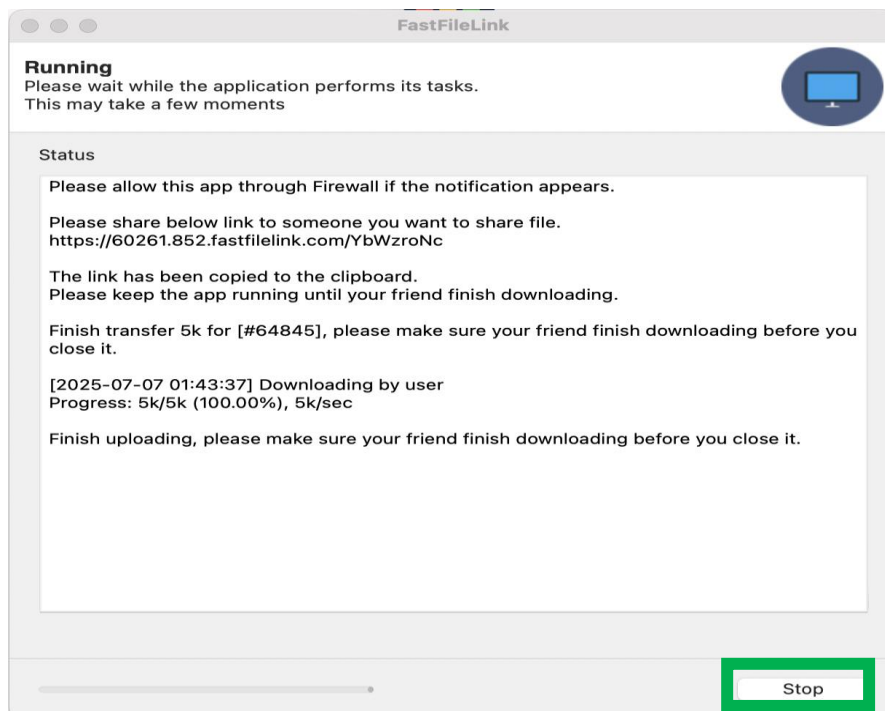 FastFileLink
Running
Please wait while the application performs its tasks.
This may take a few moments
Status
Please allow this app through Firewall if the notification appears.
Please share below link to someone you want to share file.
https://60261.852.fastfilelink.com/YbWzroNc
The link has been copied to the clipboard.
Please keep the app running until your friend finish downloading.
Finish transfer 5k for [#64845], please make sure your friend finish downloading before you
close it.
[2025-07-07 01:43:37] Downloading by user
Progress: 5k/5k (100.00%), 5k/sec
Finish uploading, please make sure your friend finish downloading before you close it.
Stop